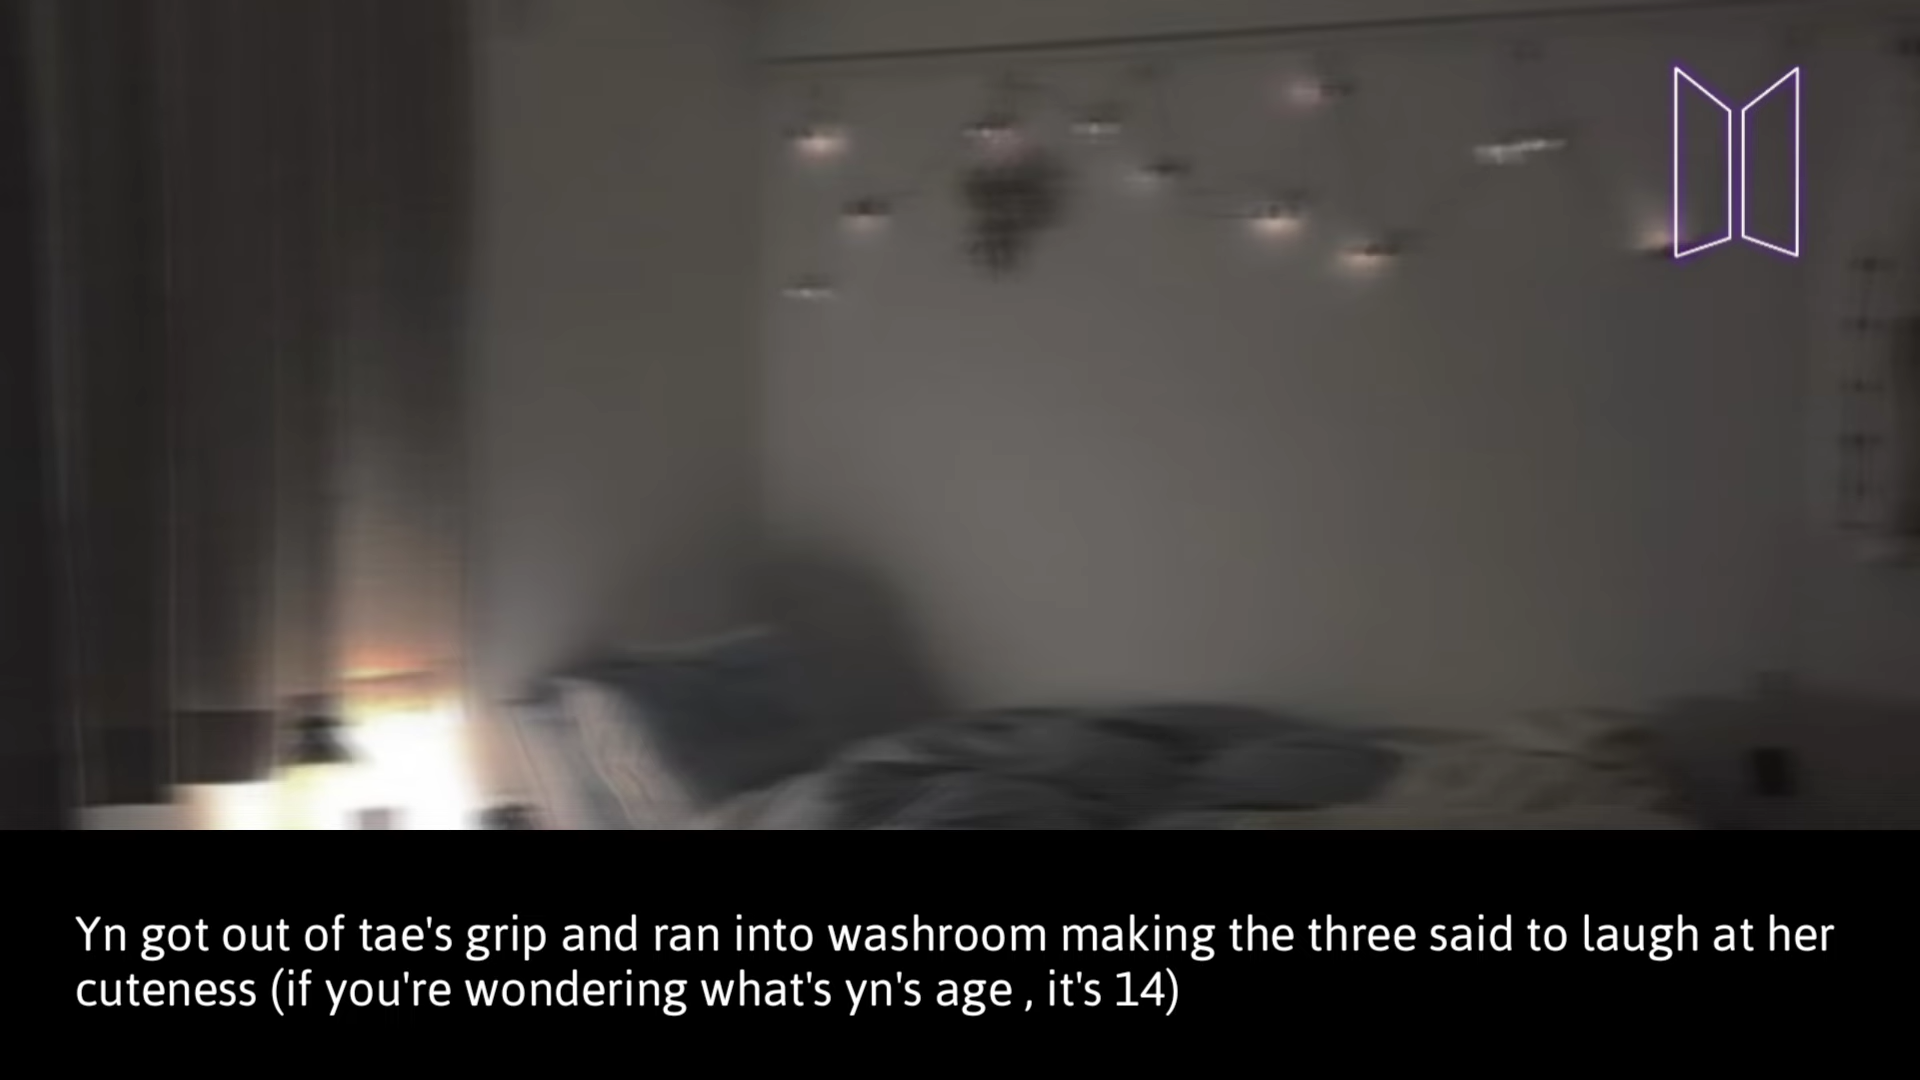 Yn got out of tae's grip and ran into washroom making the three said to laugh at her
cuteness (if you're wondering what's yn's age , it's 14)